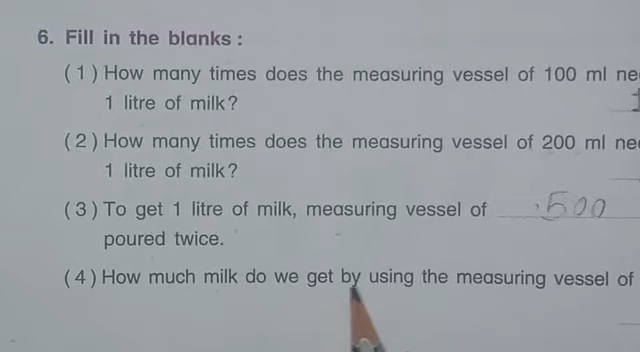 6. Fill in the blanks :
(1) How many times does the measuring vessel of 100 ml
1 litre of milk?
(2) How many times does the measuring vessel of 200 ml
1 litre of milk?
(3) To get 1 litre of milk, measuring vessel of 500
poured twice.
(4) How much milk do we get by using the measuring vessel of